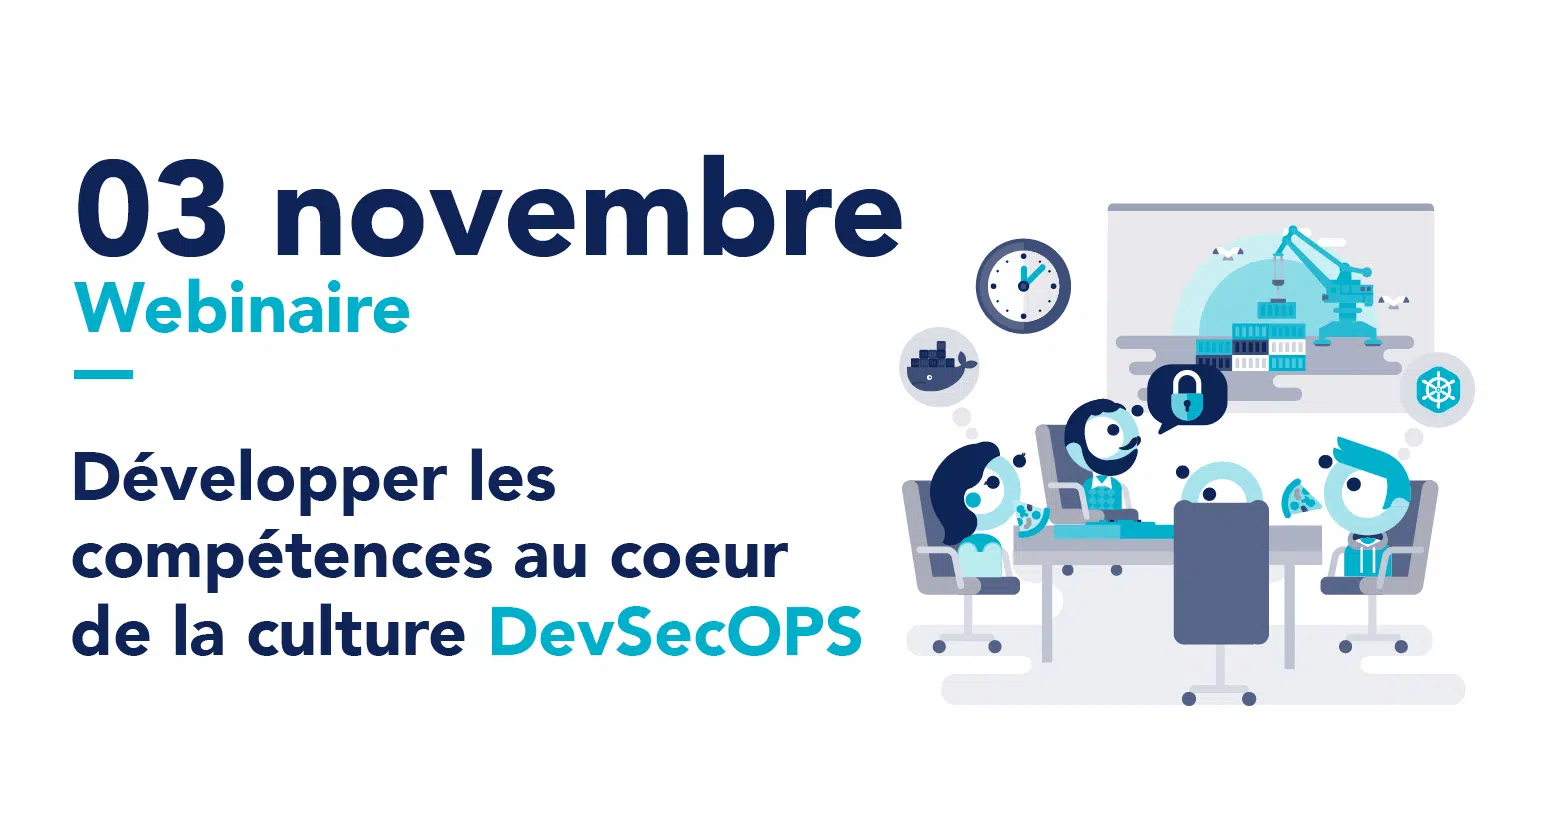 03 novembre
Webinaire
Développer les
compétences au coeur
de la culture DevSecOPS